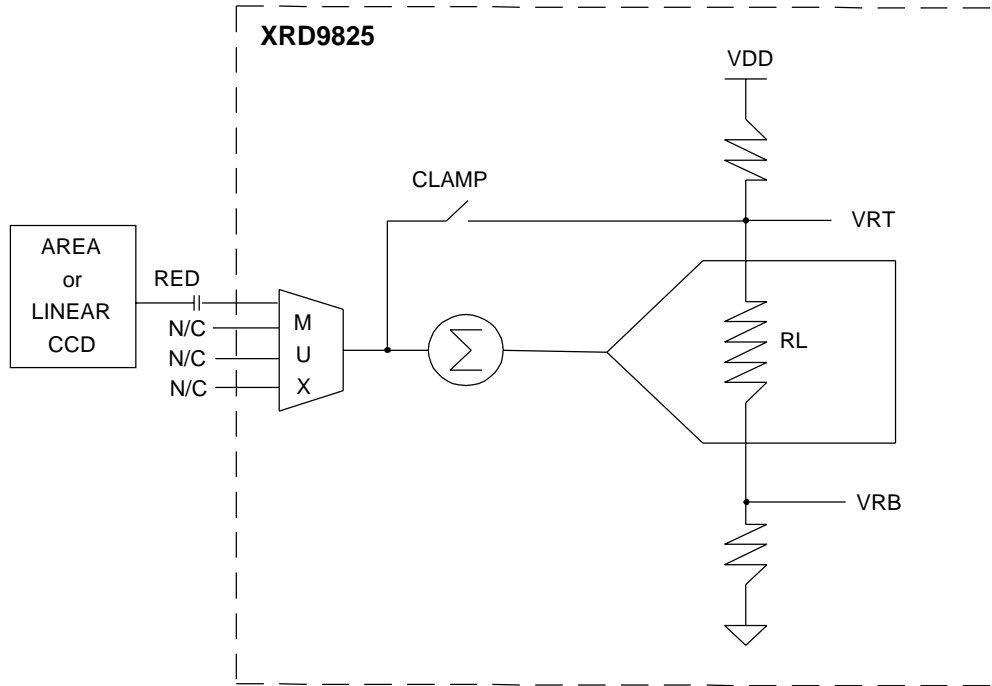 XRD9825
VDD
CLAMP
VRT
AREA
or
LINEAR
CCD
RED
N/C
N/C
N/C
M
U
X
Σ
RL
VRB